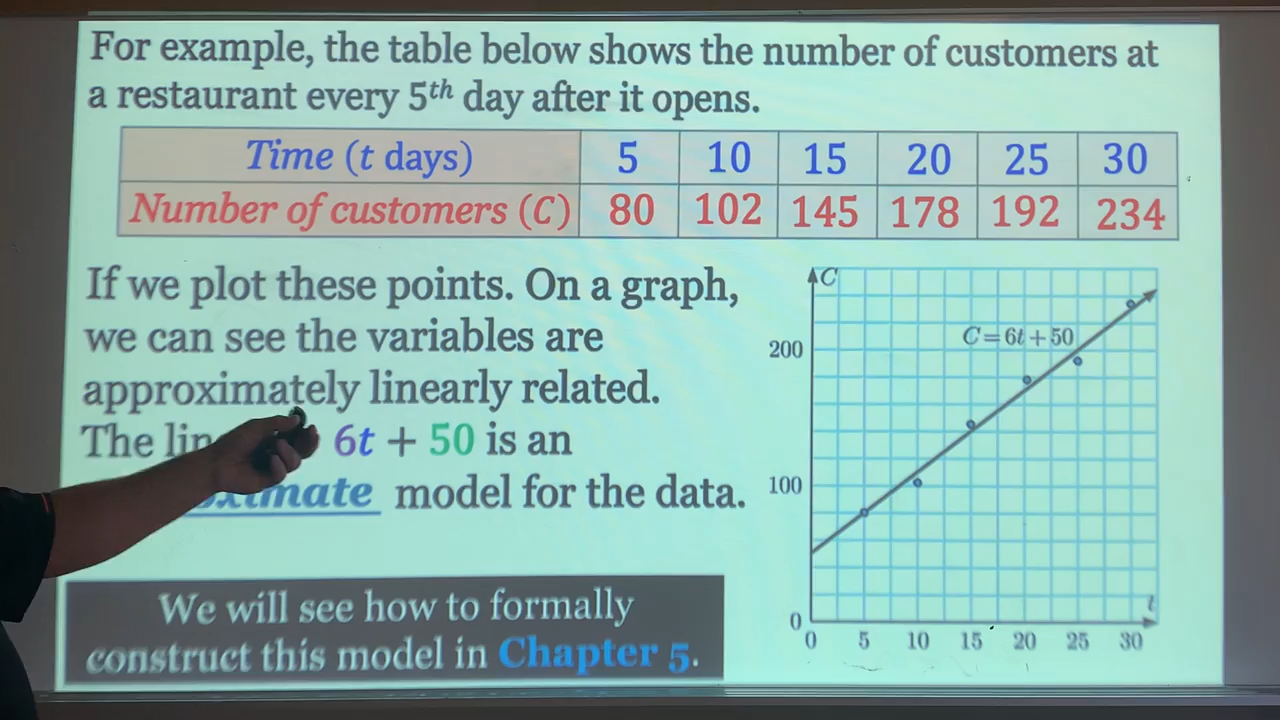 For example, the table below shows the number of customers at
a restaurant every 5th day after it opens.
Time (t days) 5 10 15 20 25 30
Number of customers (C) 80 102 145 178 192 234
If we plot these points. On a graph,
we can see the variables are
approximately linearly related.
The 6t + 50 is an
model for the data.
We will see how to formally
construct this model in Chapter 5.
C
C=6t+50
200
100
0
t
0 5 10 15 20 25 30